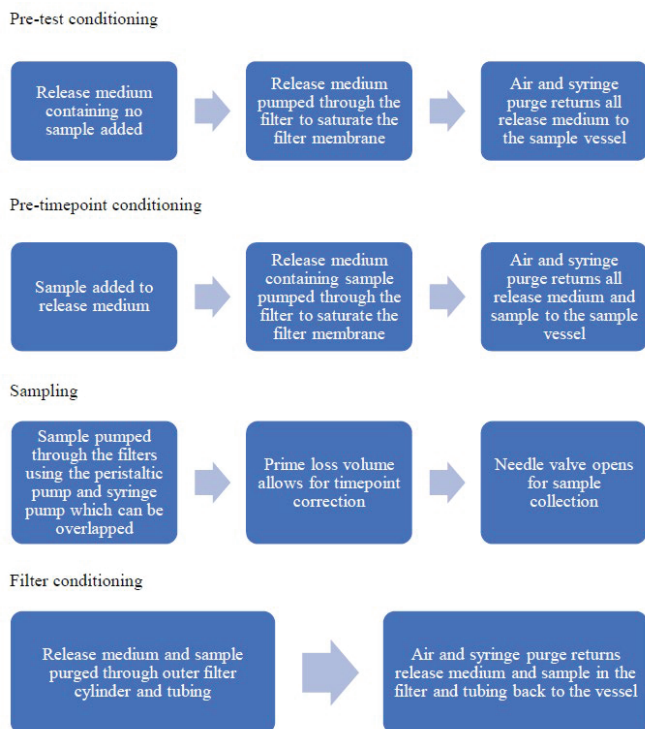 Pre-test conditioning
Release medium
containing no
sample added
Release medium
pumped through the
filter to saturate the
filter membrane
Air and syringe
purge returns all
release medium to
the sample vessel
Pre-timepoint conditioning
Sample added to
release medium
Release medium
containing sample
pumped through the
filter to saturate the
filter membrane
Air and syringe
purge returns all
release medium and
sample to the sample
vessel
Sampling
Sample pumped
through the filters
using the peristaltic
pump and syringe
pump which can be
overlapped
Prime loss volume
allows for timepoint
correction
Needle valve opens
for sample
collection
Filter conditioning
Release medium and sample
purged through outer filter
cylinder and tubing
Air and syringe purge returns
release medium and sample in the
filter and tubing back to the vessel